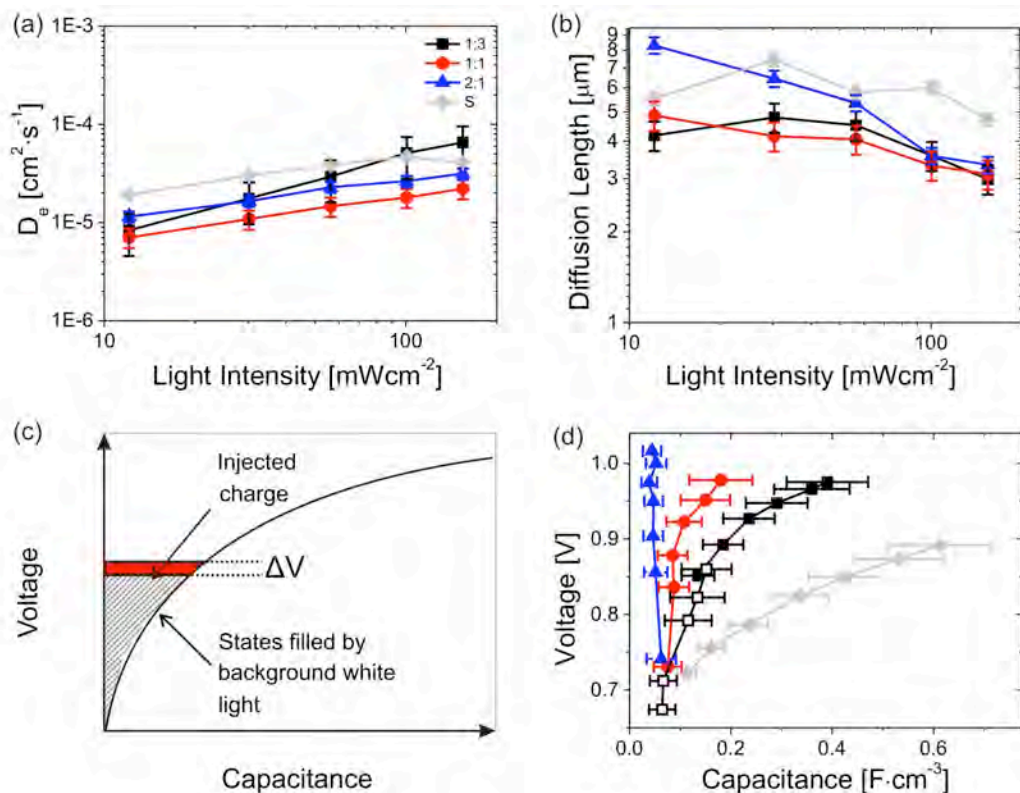 (a)
1E-3
1E-4
1E-5
1E-6
Dₑ [cm²·s⁻¹]
1:3
1:1
2:1
S
10
100
Light Intensity [mWcm⁻²]
(b)
9
8
7
6
5
4
3
2
1
Diffusion Length [μm]
10
100
Light Intensity [mWcm⁻²]
(c)
Voltage
Injected
charge
ΔV
States filled by
background white
light
Capacitance
(d)
1.0
0.9
0.8
0.7
Voltage [V]
0.0
0.2
0.4
0.6
Capacitance [F·cm⁻³]